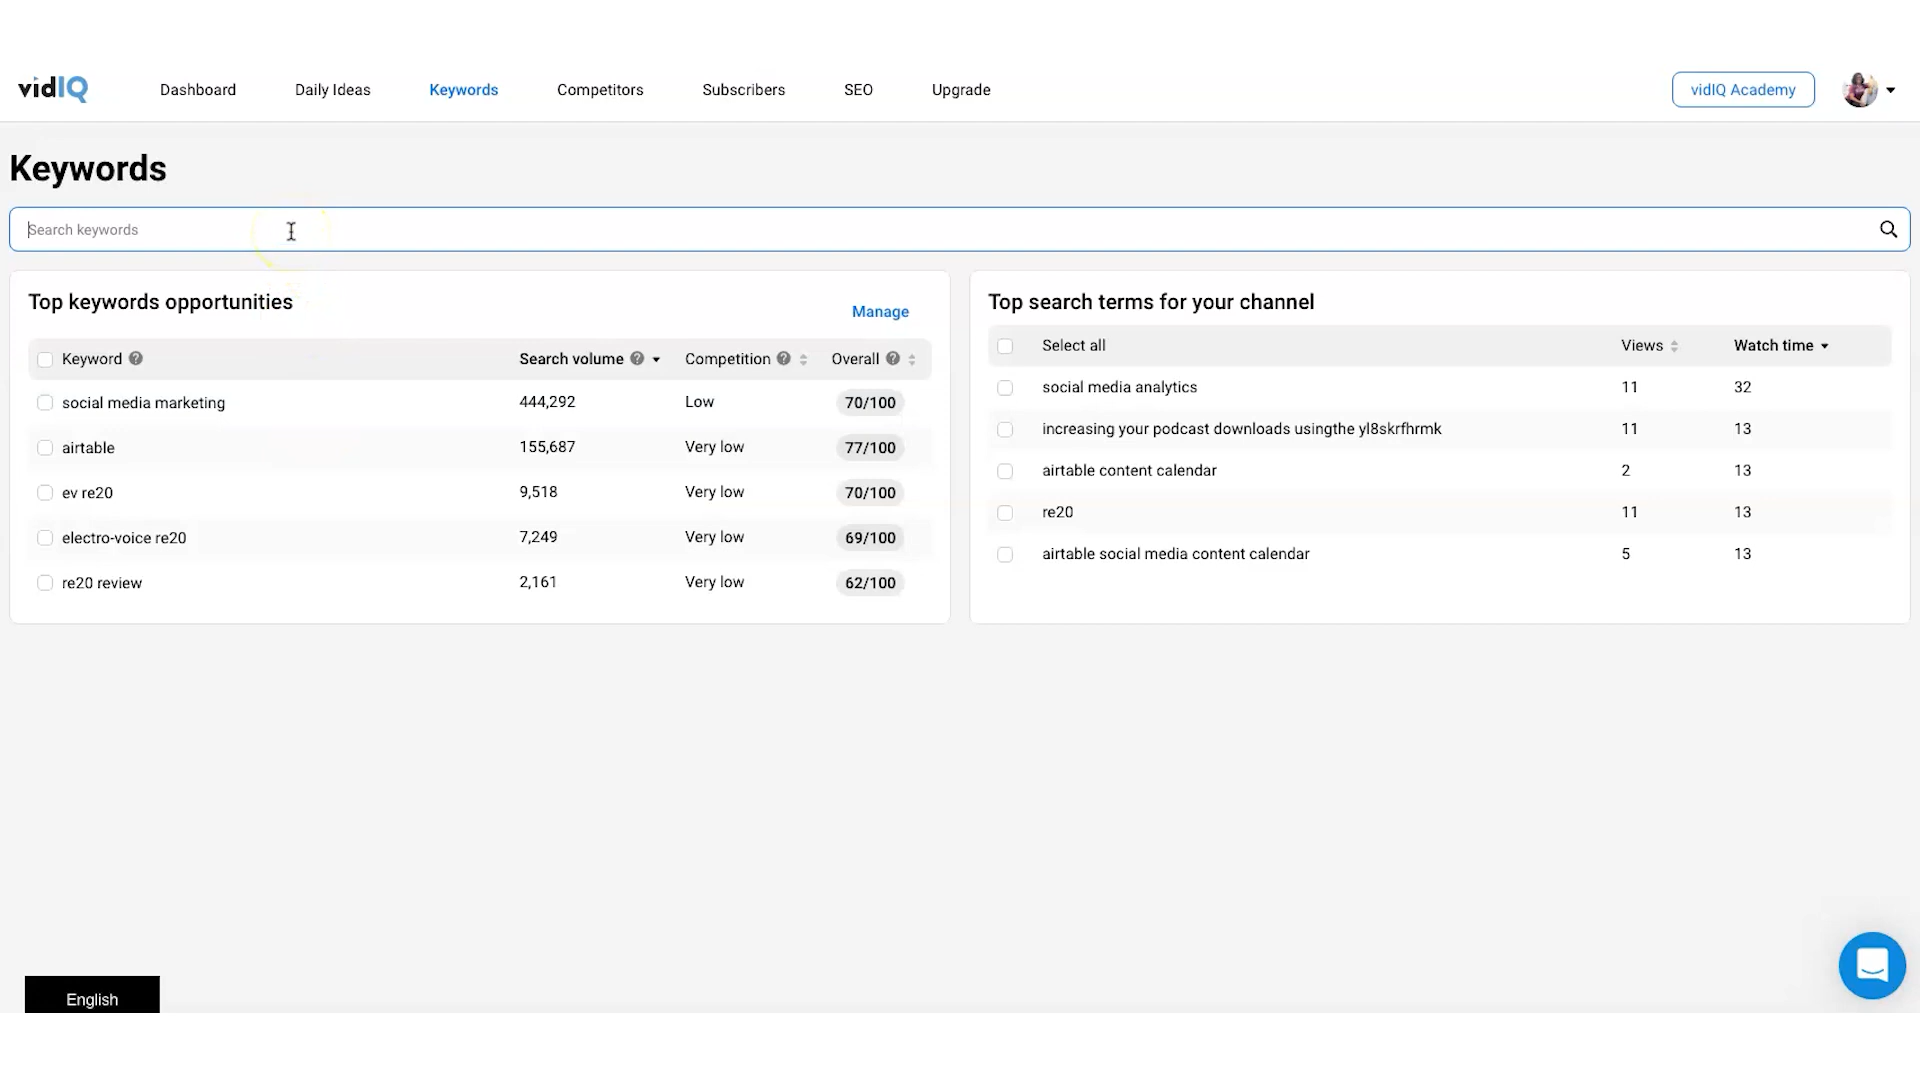 vidIQ Dashboard Daily Ideas Keywords Competitors Subscribers SEO Upgrade vidIQ Academy
Keywords
Search keywords
Top keywords opportunities
Manage
Keyword Search volume Competition Overall
social media marketing 444,292 Low 70/100
airtable 155,687 Very low 77/100
ev re20 9,518 Very low 70/100
electro-voice re20 7,249 Very low 69/100
re20 review 2,161 Very low 62/100
Top search terms for your channel
Select all Views Watch time
social media analytics 11 32
increasing your podcast downloads usingthe yl8skrfhrmk 11 13
airtable content calendar 2 13
re20 11 13
airtable social media content calendar 5 13
English